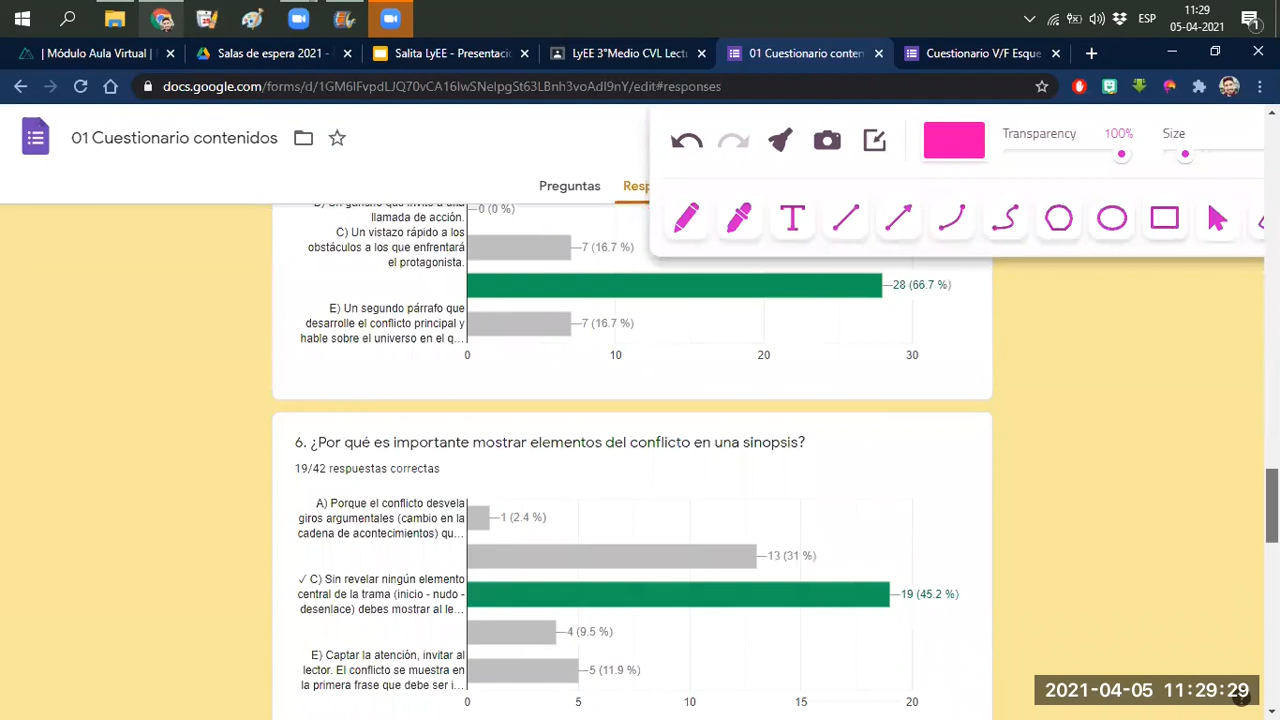 11:29
ESP
05-04-2021
Módulo Aula Virtual |
Salas de espera 2021 -
Salita LyEE - Presentacio
LyEE 3°Medio CVL Lect
01 Cuestionario conten
Cuestionario V/F Esque
docs.google.com/forms/d/1GM6IFvpdLJQZ0vCA16IwSNelpgSt63LBnh3voAdI9nY/edit#responses
01 Cuestionario contenidos
Transparency 100% Size
Preguntas Resp
llamada de acción.
0 (0 %)
C) Un vistazo rápido a los
obstáculos a los que enfrentará
el protagonista.
7 (16.7 %)
28 (66.7 %)
E) Un segundo párrafo que
desarrolle el conflicto principal y
hable sobre el universo en el q…
7 (16.7 %)
0 10 20 30
6. ¿Por qué es importante mostrar elementos del conflicto en una sinopsis?
19/42 respuestas correctas
A) Porque el conflicto desvela
giros argumentales (cambio en la
cadena de acontecimientos) qu…
1 (2.4 %)
13 (31 %)
✓ C) Sin revelar ningún elemento
central de la trama (inicio - nudo -
desenlace) debes mostrar al le…
19 (45.2 %)
4 (9.5 %)
E) Captar la atención, invitar al
lector. El conflicto se muestra en
la primera frase que debe ser i…
5 (11.9 %)
0 5 10 15 20
2021-04-05 11:29:29